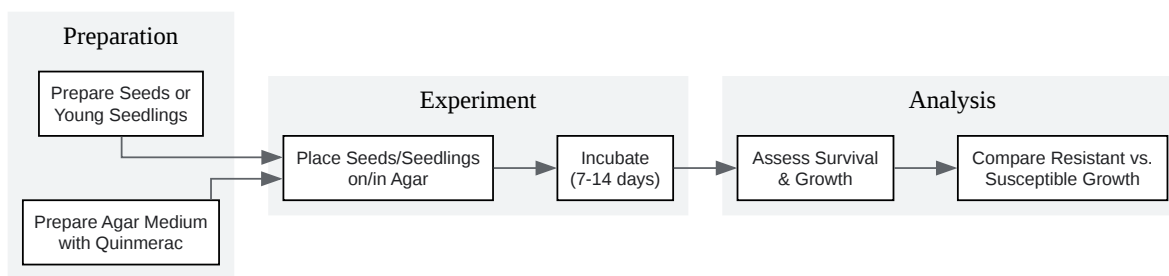 Preparation
Prepare Seeds or
Young Seedlings
Prepare Agar Medium
with Quinmerac
Experiment
Place Seeds/Seedlings
on/in Agar
Incubate
(7-14 days)
Analysis
Assess Survival
& Growth
Compare Resistant vs.
Susceptible Growth